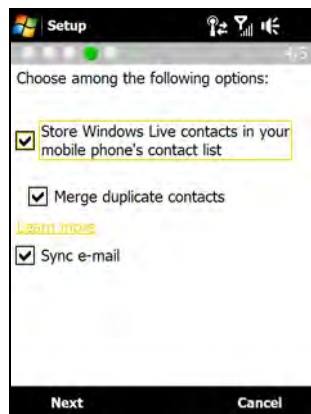 Setup
4/5
Choose among the following options:
Store Windows Live contacts in your
mobile phone's contact list
Merge duplicate contacts
Learn more
Sync e-mail
Next Cancel